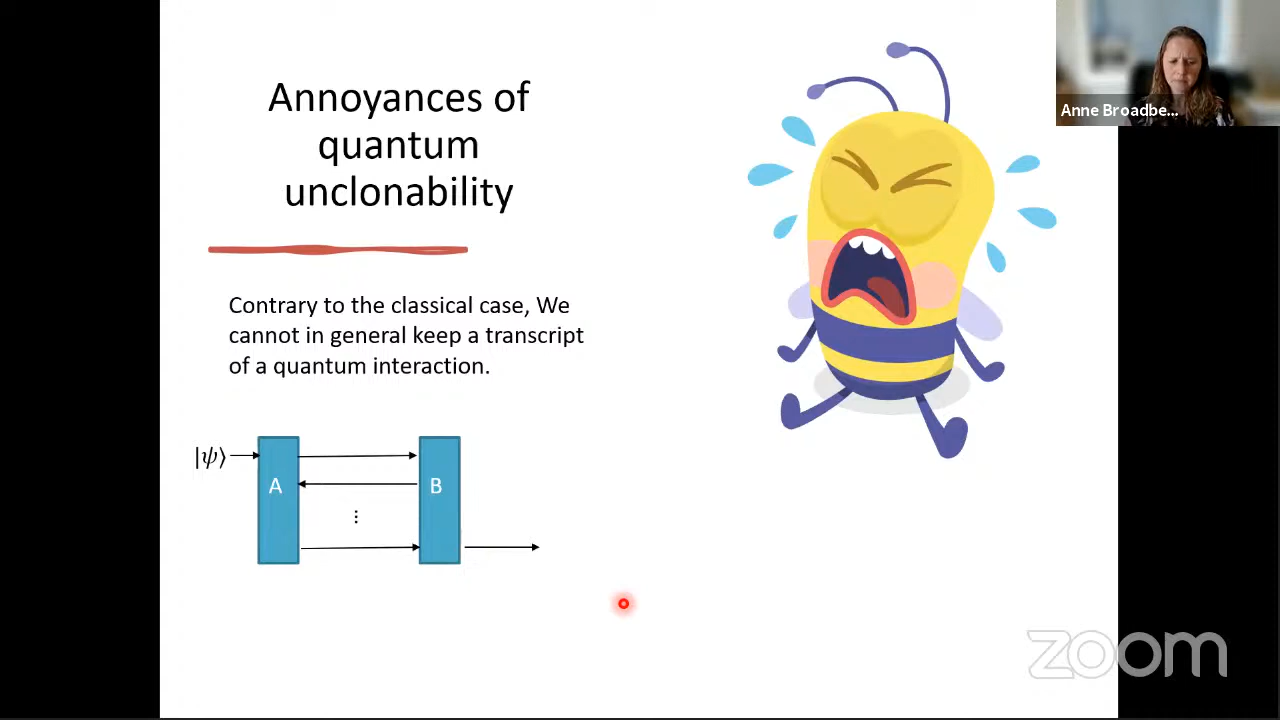 Annoyances of
quantum
unclonability
Anne Broadbe...
Contrary to the classical case, We
cannot in general keep a transcript
of a quantum interaction.
|ψ⟩
A
B
⋮
zoom